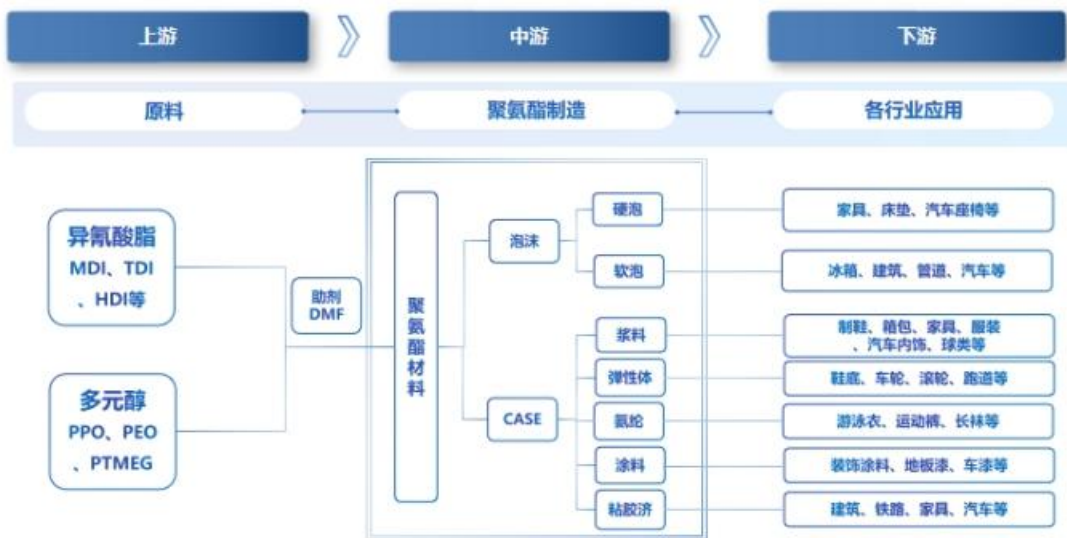 上游
中游
下游
原料
聚氨酯制造
各行业应用
异氰酸脂
MDI、TDI
、HDI等
多元醇
PPO、PEO
、PTMEG
助剂
DMF
聚氨酯材料
泡沫
CASE
硬泡
软泡
浆料
弹性体
氨纶
涂料
粘胶济
家具、床垫、汽车座椅等
冰箱、建筑、管道、汽车等
制鞋、箱包、家具、服装
、汽车内饰、球类等
鞋底、车轮、滚轮、跑道等
游泳衣、运动裤、长袜等
装饰涂料、地板漆、车漆等
建筑、铁路、家具、汽车等